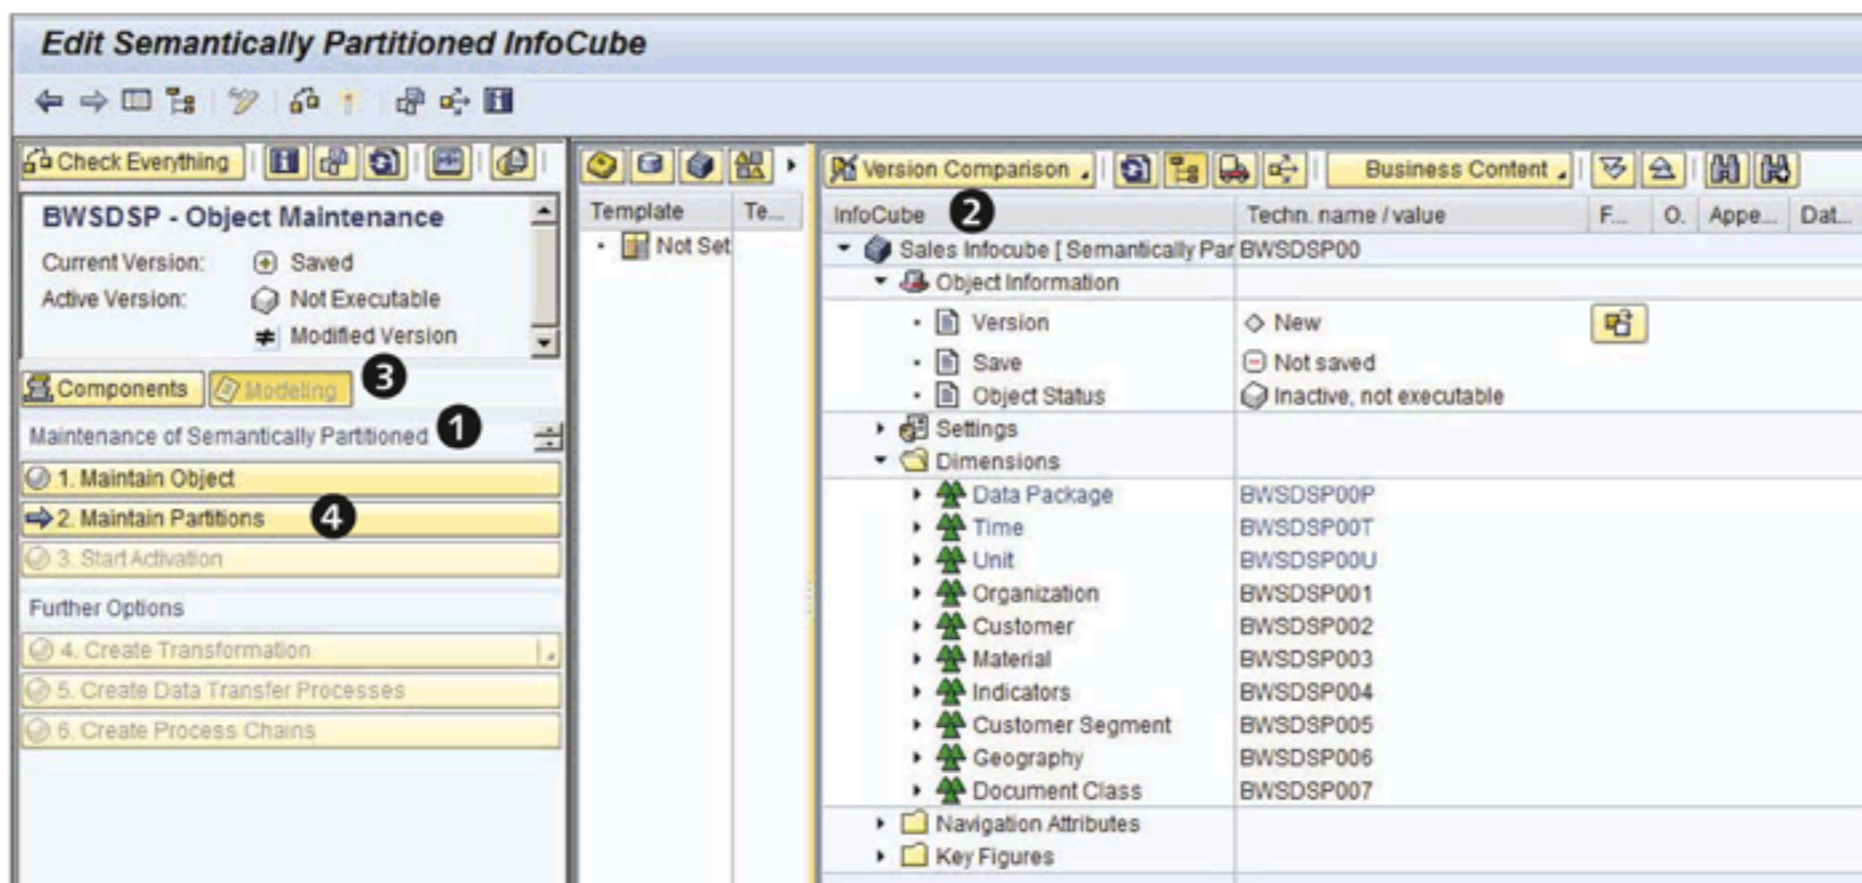 Edit Semantically Partitioned InfoCube
Check Everything
BWSDSP - Object Maintenance
Current Version: Saved
Active Version: Not Executable
≠ Modified Version
Components Modeling 3
Maintenance of Semantically Partitioned 1
1. Maintain Object
2. Maintain Partitions 4
3. Start Activation
Further Options
4. Create Transformation
5. Create Data Transfer Processes
6. Create Process Chains
Template Te...
Not Set
Version Comparison Business Content
InfoCube 2 Techn. name / value F... O. Appe... Dat...
Sales Infocube [ Semantically Par BWSDSP00
Object Information
Version New
Save Not saved
Object Status Inactive, not executable
Settings
Dimensions
Data Package BWSDSP00P
Time BWSDSP00T
Unit BWSDSP00U
Organization BWSDSP001
Customer BWSDSP002
Material BWSDSP003
Indicators BWSDSP004
Customer Segment BWSDSP005
Geography BWSDSP006
Document Class BWSDSP007
Navigation Attributes
Key Figures